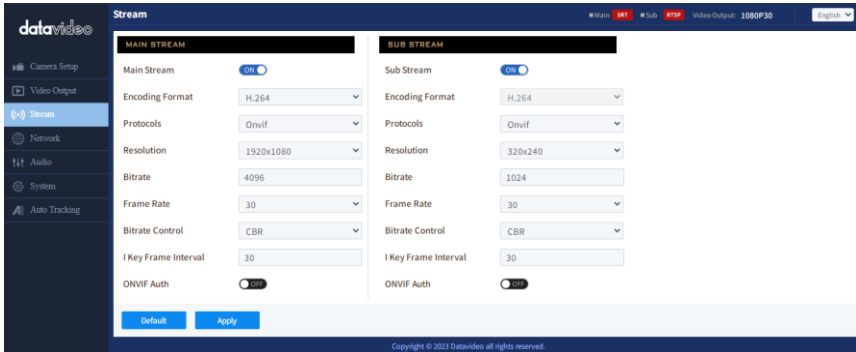 datavideo
Stream
Main SRT Sub RTSP Video Output: 1080P30 English
Camera Setup
Video Output
Stream
Network
Audio
System
Auto Tracking
MAIN STREAM
Main Stream ON
Encoding Format H.264
Protocols Onvif
Resolution 1920x1080
Bitrate 4096
Frame Rate 30
Bitrate Control CBR
I Key Frame Interval 30
ONVIF Auth OFF
SUB STREAM
Sub Stream ON
Encoding Format H.264
Protocols Onvif
Resolution 320x240
Bitrate 1024
Frame Rate 30
Bitrate Control CBR
I Key Frame Interval 30
ONVIF Auth OFF
Default Apply
Copyright © 2023 Datavideo all rights reserved.